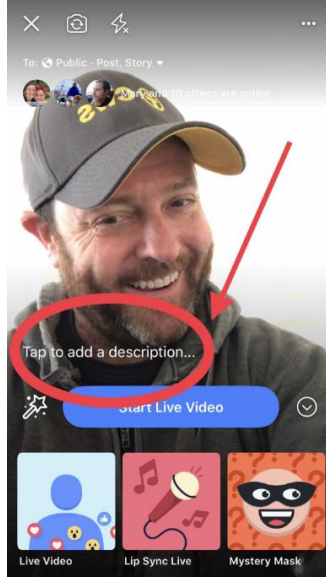 To: Public · Post, Story
Mary and 10 others are online
Tap to add a description...
Start Live Video
Live Video
Lip Sync Live
Mystery Mask